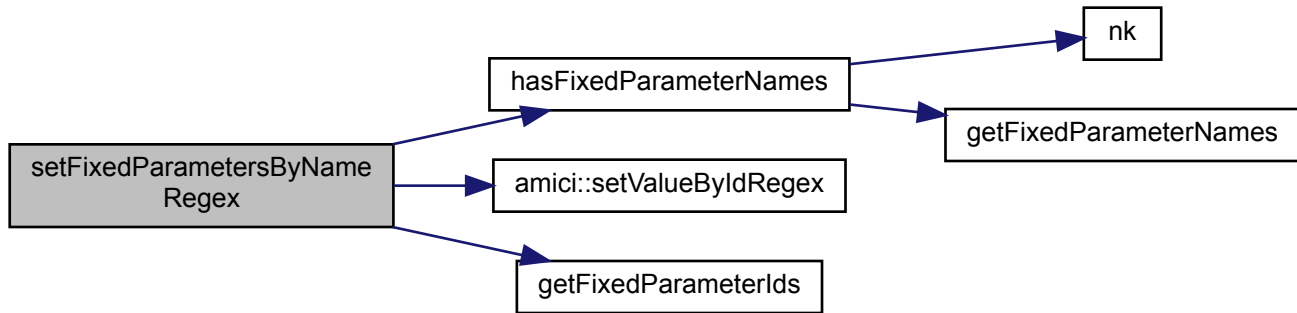 setFixedParametersByName
Regex
hasFixedParameterNames
amici::setValueByIdRegex
getFixedParameterIds
nk
getFixedParameterNames